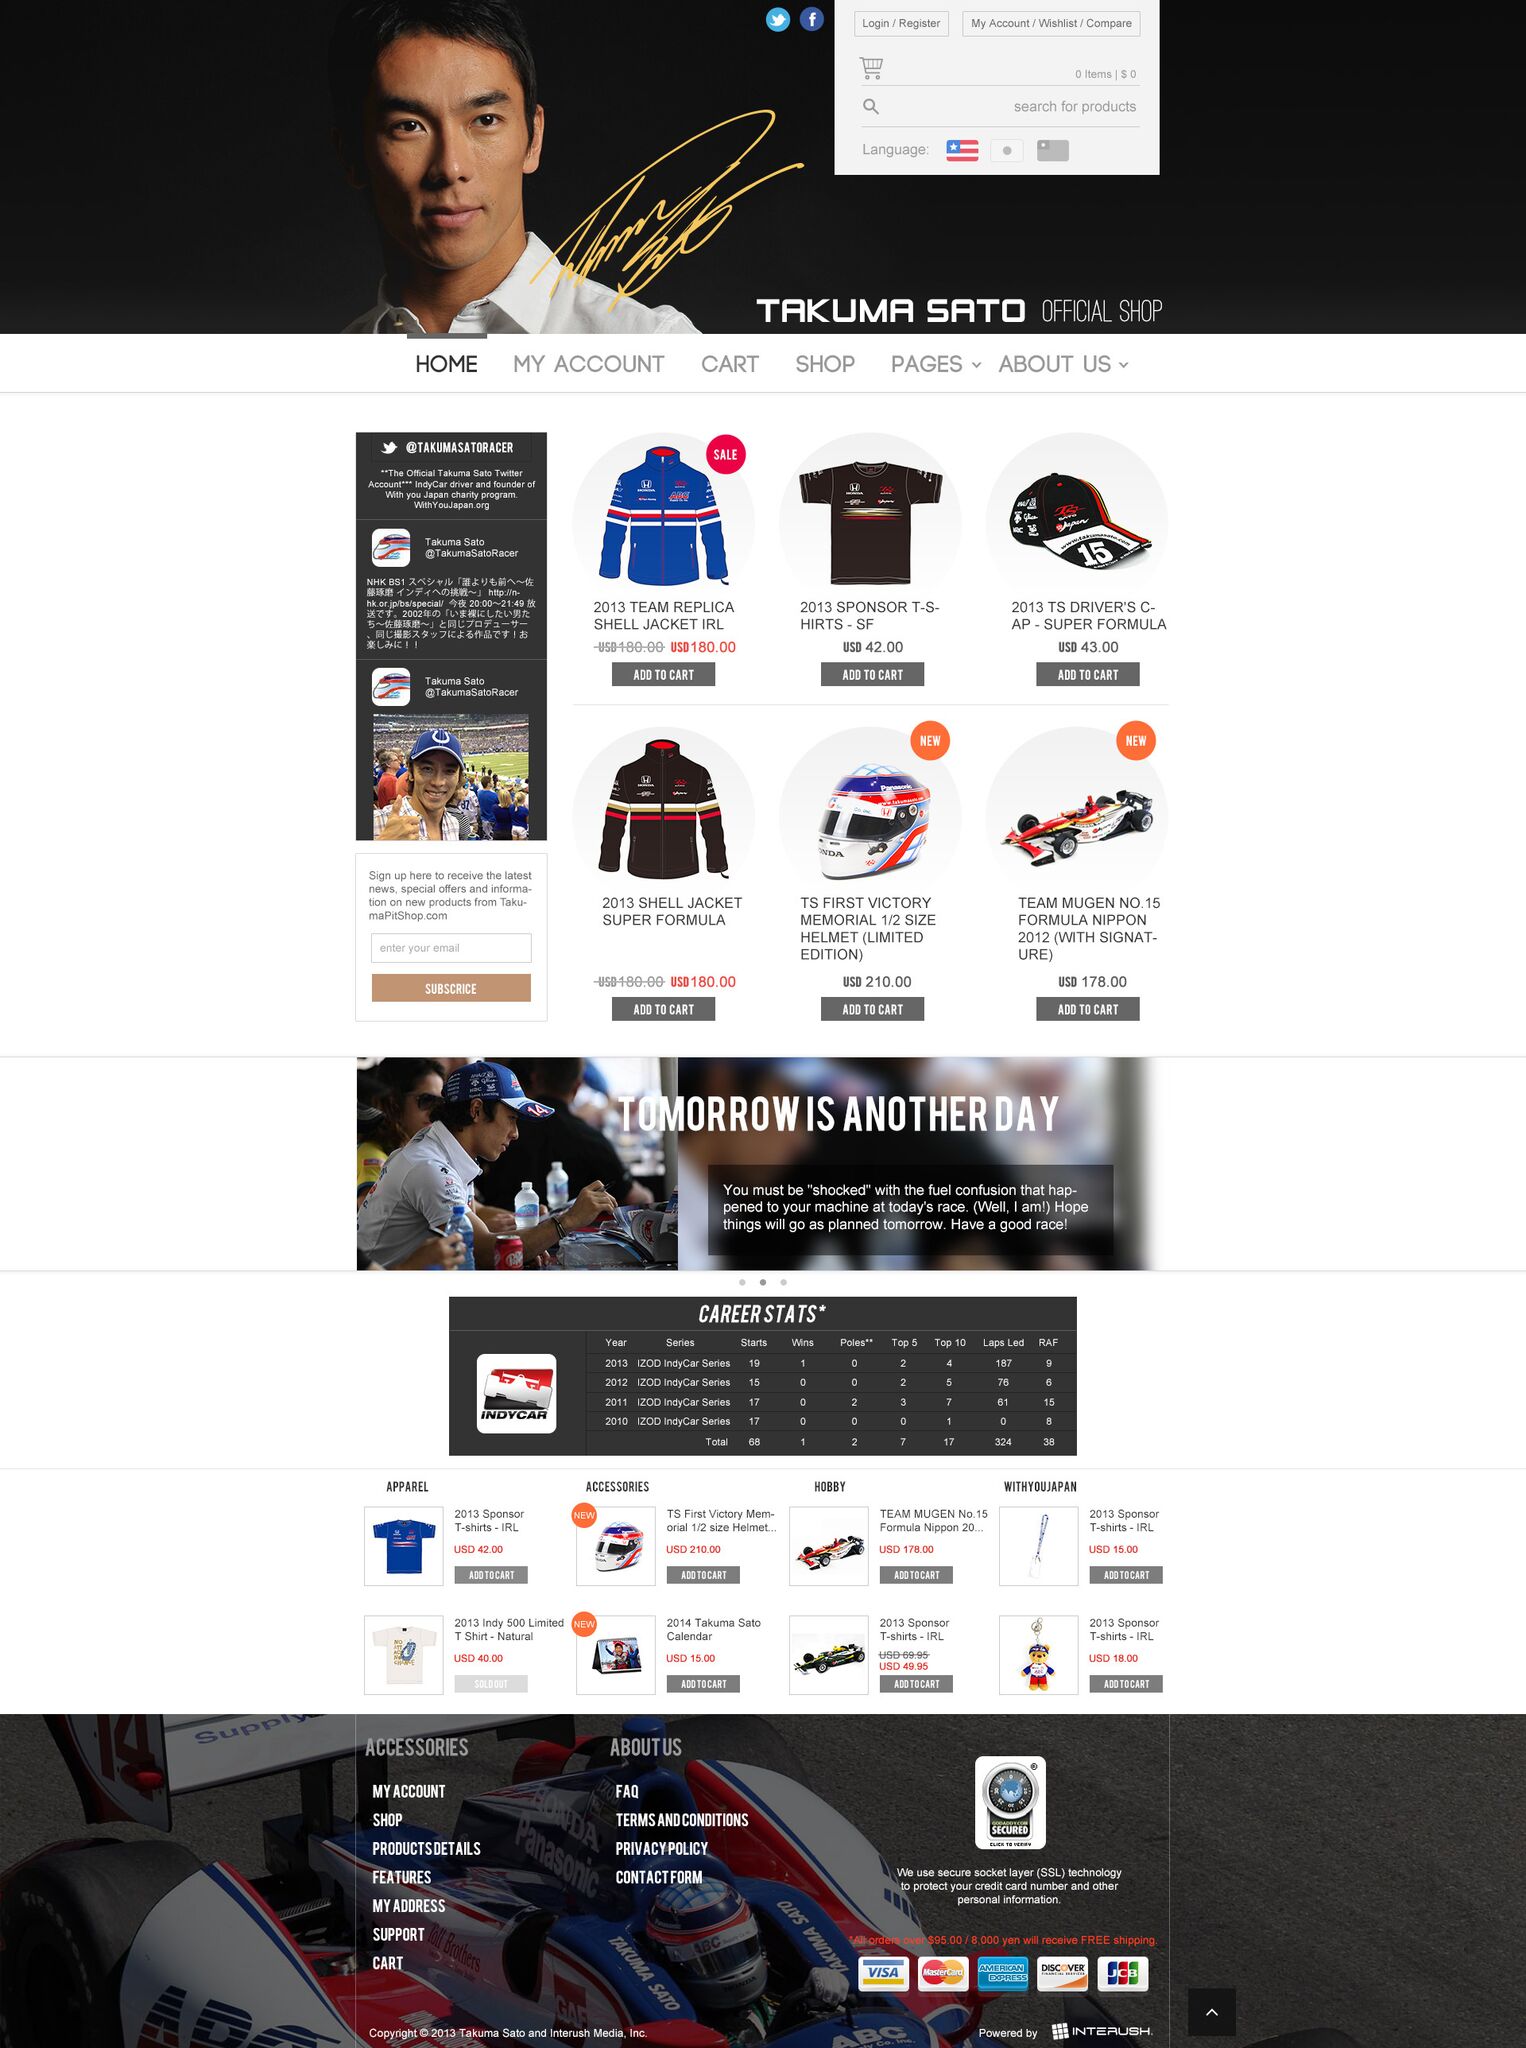 Login / Register
My Account / Wishlist / Compare
0 Items | $ 0
search for products
Language:
TAKUMA SATO OFFICIAL SHOP
HOME
MY ACCOUNT
CART
SHOP
PAGES
ABOUT US
@TAKUMASATORACER
**The Official Takuma Sato Twitter
Account*** IndyCar driver and founder of
With you Japan charity program.
WithYouJapan.org
Takuma Sato
@TakumaSatoRacer
NHK BS1 スペシャル「誰よりも前へ～佐
藤琢磨 インディへの挑戦～」 http://n-
hk.or.jp/bs/special/ 今夜 20:00～21:49 放
送です。2002年の「いま裸にしたい男た
ち～佐藤琢磨～」と同じプロデューサー
、同じ撮影スタッフによる作品です！お
楽しみに！！
Takuma Sato
@TakumaSatoRacer
Sign up here to receive the latest
news, special offers and informa-
tion on new products from Taku-
maPitShop.com
enter your email
SUBSCRICE
SALE
2013 TEAM REPLICA
SHELL JACKET IRL
USD180.00 USD180.00
ADD TO CART
2013 SPONSOR T-S-
HIRTS - SF
USD 42.00
ADD TO CART
www.takumasato.com
15
2013 TS DRIVER'S C-
AP - SUPER FORMULA
USD 43.00
ADD TO CART
2013 SHELL JACKET
SUPER FORMULA
USD180.00 USD180.00
ADD TO CART
NEW
Panasonic
TS FIRST VICTORY
MEMORIAL 1/2 SIZE
HELMET (LIMITED
EDITION)
USD 210.00
ADD TO CART
NEW
TEAM MUGEN NO.15
FORMULA NIPPON
2012 (WITH SIGNAT-
URE)
USD 178.00
ADD TO CART
TOMORROW IS ANOTHER DAY
You must be "shocked" with the fuel confusion that hap-
pened to your machine at today's race. (Well, I am!) Hope
things will go as planned tomorrow. Have a good race!
CAREER STATS*
INDYCAR
Year Series Starts Wins Poles** Top 5 Top 10 Laps Led RAF
2013 IZOD IndyCar Series 19 1 0 2 4 187 9
2012 IZOD IndyCar Series 15 0 0 2 5 76 6
2011 IZOD IndyCar Series 17 0 2 3 7 61 15
2010 IZOD IndyCar Series 17 0 0 0 1 0 8
Total 68 1 2 7 17 324 38
APPAREL
2013 Sponsor
T-shirts - IRL
USD 42.00
ADD TO CART
2013 Indy 500 Limited
T Shirt - Natural
USD 40.00
SOLD OUT
ACCESSORIES
NEW
TS First Victory Mem-
orial 1/2 size Helmet...
USD 210.00
ADD TO CART
NEW
2014 Takuma Sato
Calendar
USD 15.00
ADD TO CART
HOBBY
TEAM MUGEN No.15
Formula Nippon 20...
USD 178.00
ADD TO CART
2013 Sponsor
T-shirts - IRL
USD 69.95
USD 49.95
ADD TO CART
WITHYOUJAPAN
2013 Sponsor
T-shirts - IRL
USD 15.00
ADD TO CART
2013 Sponsor
T-shirts - IRL
USD 18.00
ADD TO CART
ACCESSORIES
MY ACCOUNT
SHOP
PRODUCTS DETAILS
FEATURES
MY ADDRESS
SUPPORT
CART
ABOUT US
FAQ
TERMS AND CONDITIONS
PRIVACY POLICY
CONTACT FORM
GODADDY.COM
SECURED
CLICK TO VERIFY
We use secure socket layer (SSL) technology
to protect your credit card number and other
personal information.
*All orders over $95.00 / 8,000 yen will receive FREE shipping.
VISA
MasterCard
AMERICAN EXPRESS
DISCOVER
JCB
Copyright © 2013 Takuma Sato and Interush Media, Inc.
Powered by INTERUSH.